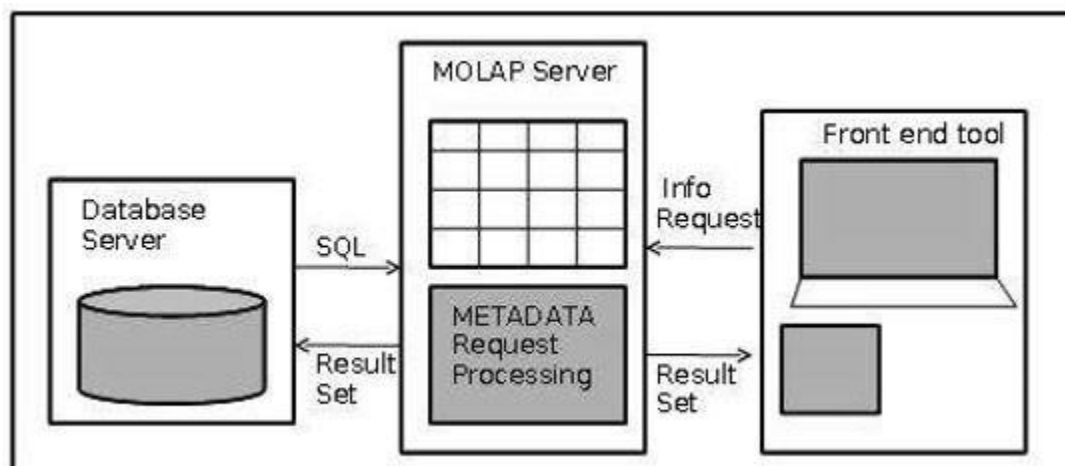 MOLAP Server
Front end tool
Database
Server
SQL
Info
Request
METADATA
Request
Processing
Result
Set
Result
Set